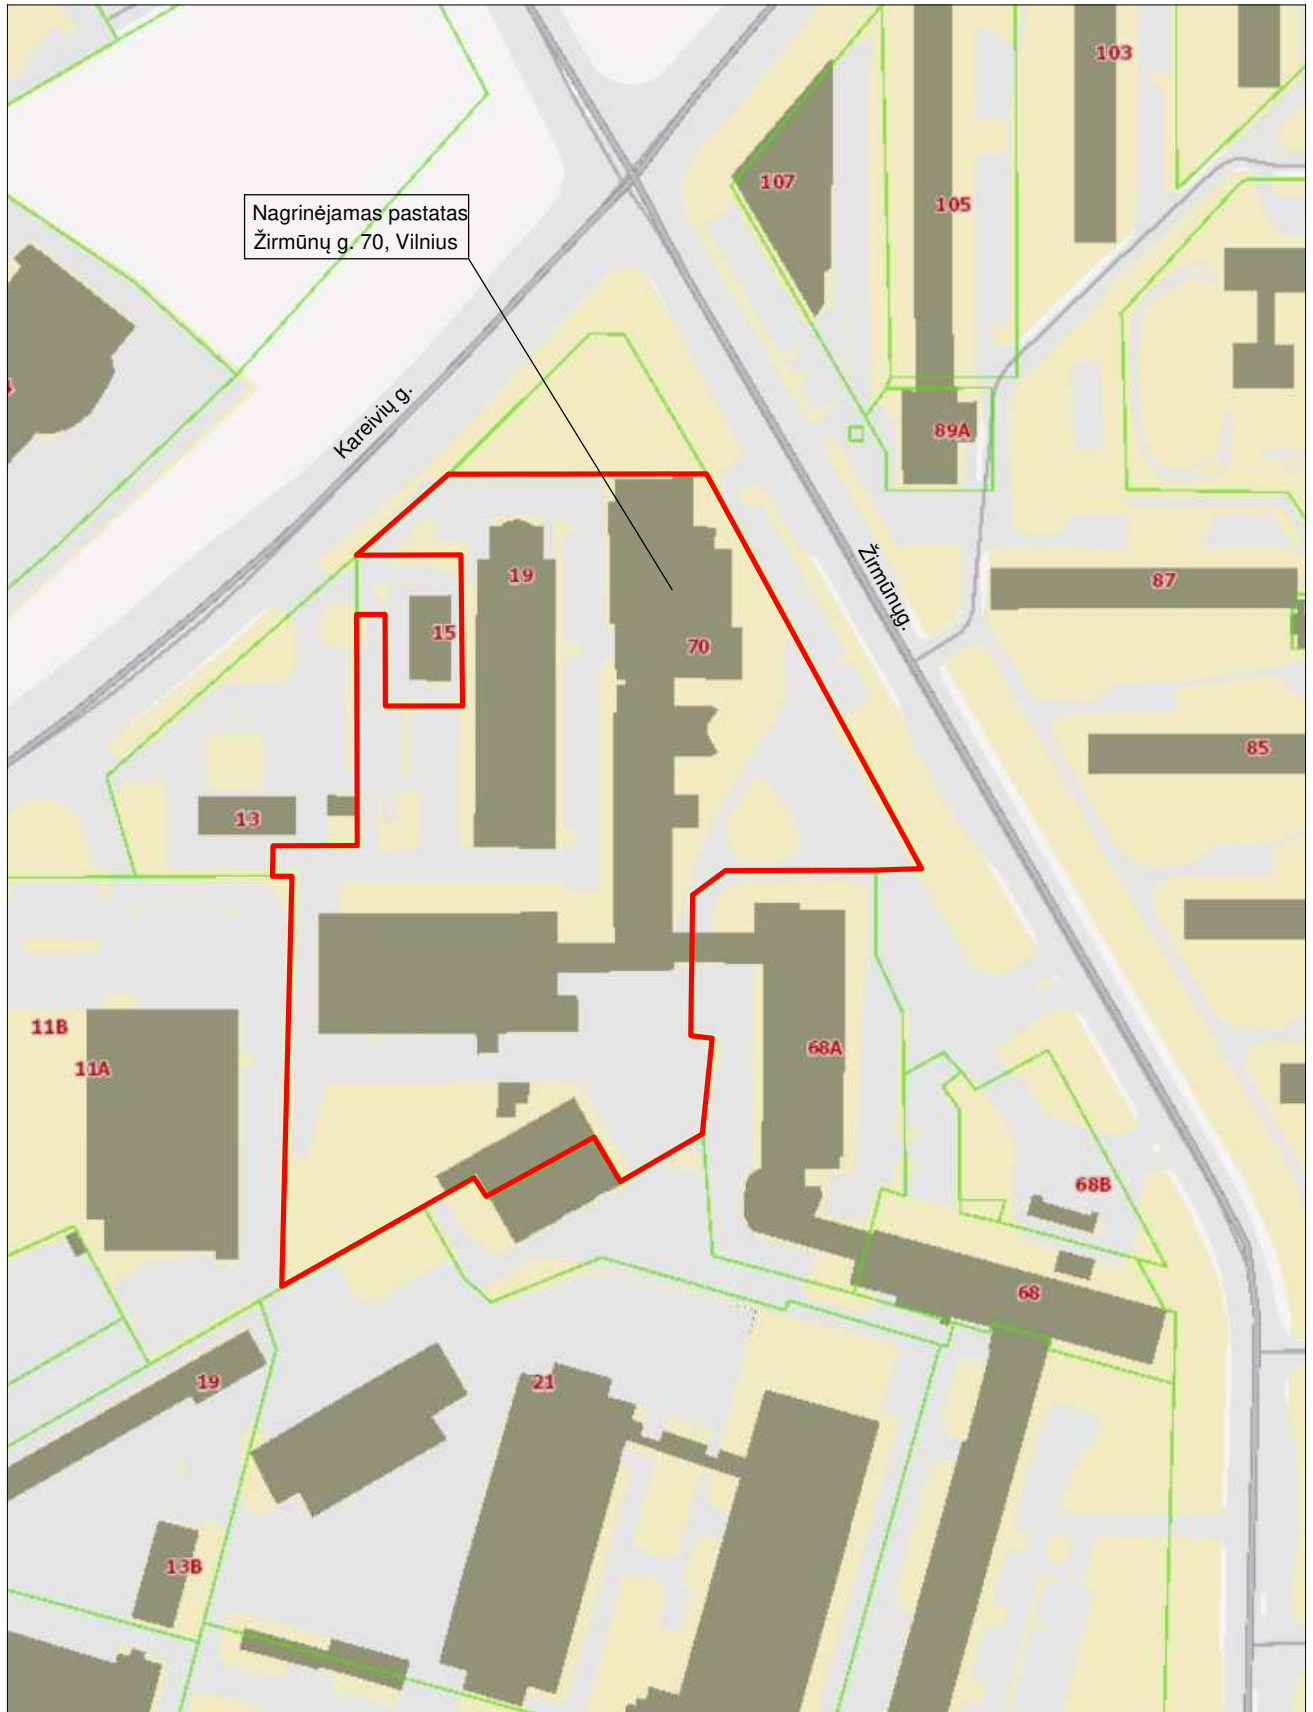 103
107
105
Nagrinėjamas pastatas
Žirmūnų g. 70, Vilnius
Kareivių g.
89A
Žirmūnųg.
19
87
15
70
85
13
11B
11A
68A
68B
68
19
21
13B